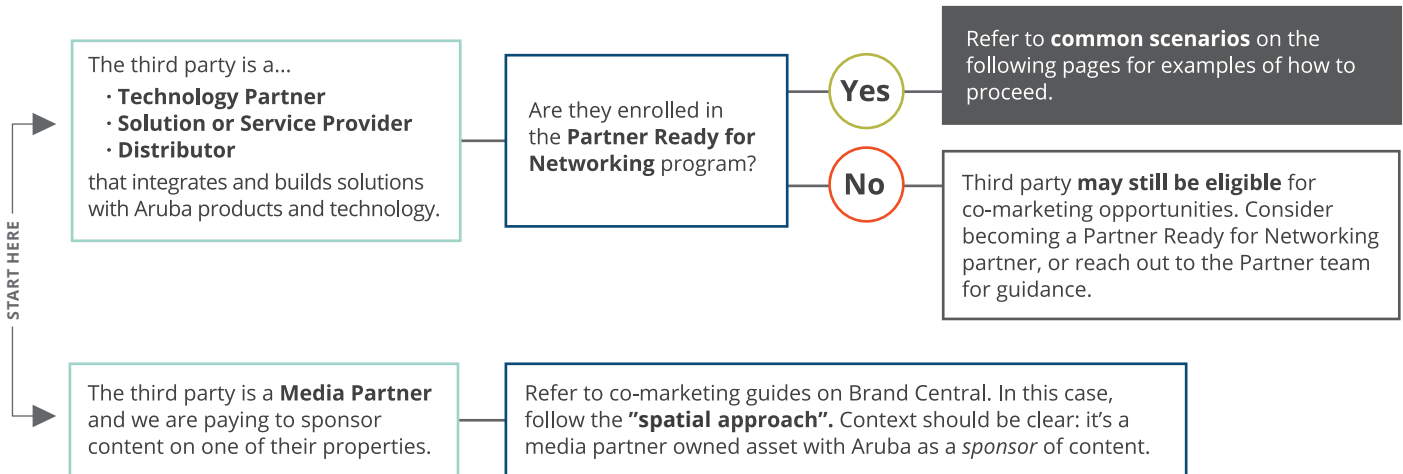 START HERE
The third party is a...
· Technology Partner
· Solution or Service Provider
· Distributor
that integrates and builds solutions
with Aruba products and technology.
Are they enrolled in
the Partner Ready for
Networking program?
Yes
Refer to common scenarios on the
following pages for examples of how to
proceed.
No
Third party may still be eligible for
co-marketing opportunities. Consider
becoming a Partner Ready for Networking
partner, or reach out to the Partner team
for guidance.
The third party is a Media Partner
and we are paying to sponsor
content on one of their properties.
Refer to co-marketing guides on Brand Central. In this case,
follow the ”spatial approach”. Context should be clear: it’s a
media partner owned asset with Aruba as a sponsor of content.